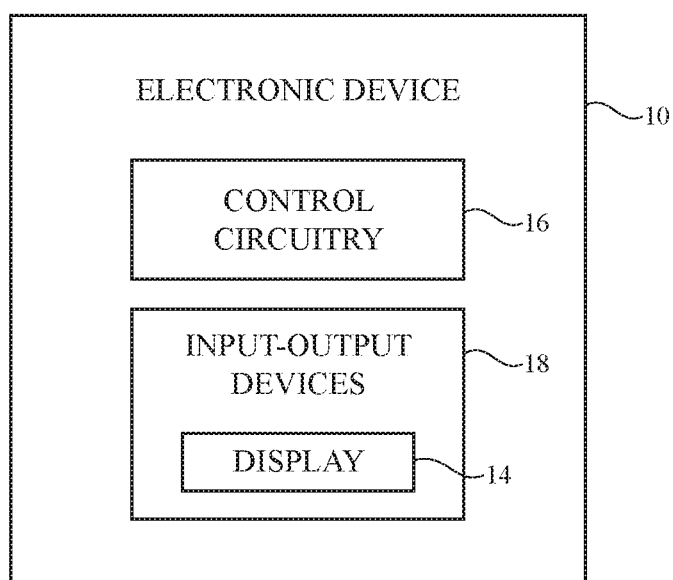 ELECTRONIC DEVICE
10
CONTROL
CIRCUITRY
16
INPUT-OUTPUT
DEVICES
18
DISPLAY
14